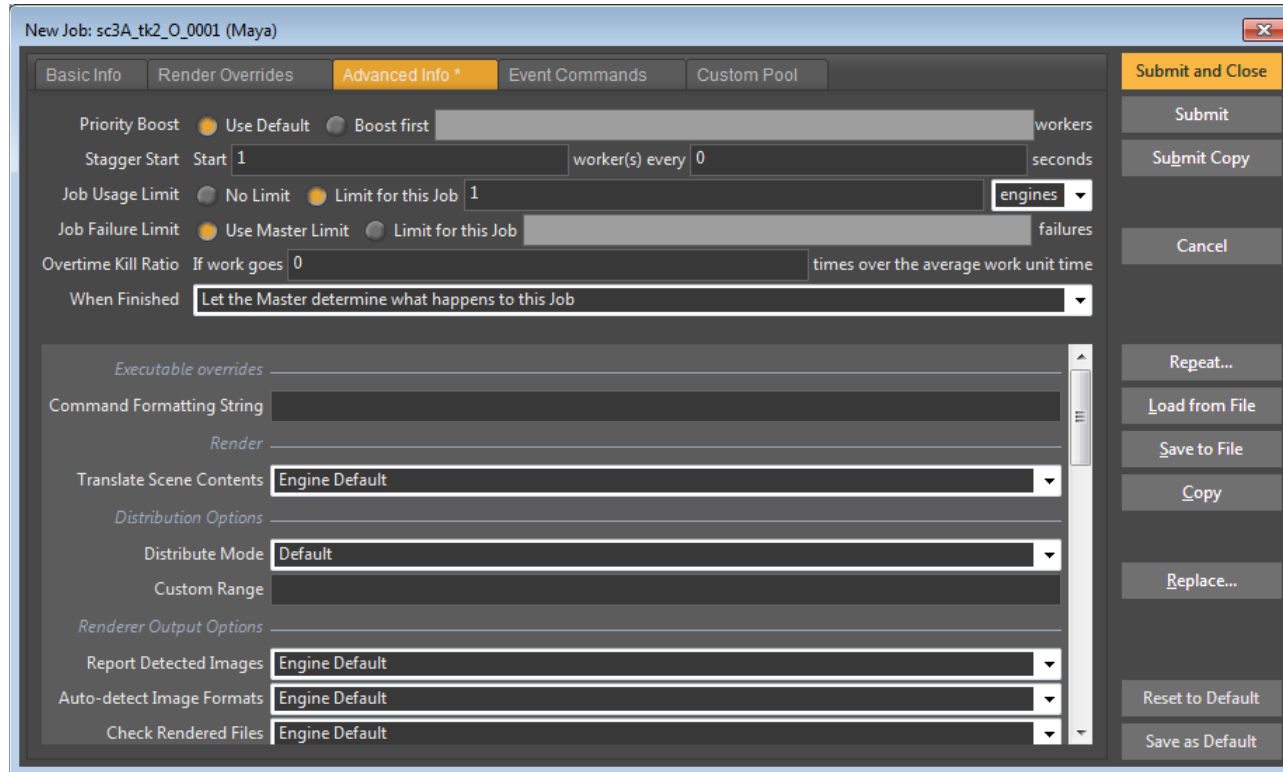 New Job: sc3A_tk2_O_0001 (Maya)
Basic Info Render Overrides Advanced Info * Event Commands Custom Pool
Submit and Close
Priority Boost Use Default Boost first workers
Submit
Stagger Start Start 1 worker(s) every 0 seconds
Submit Copy
Job Usage Limit No Limit Limit for this Job 1 engines
Job Failure Limit Use Master Limit Limit for this Job failures
Cancel
Overtime Kill Ratio If work goes 0 times over the average work unit time
When Finished Let the Master determine what happens to this Job
Executable overrides
Repeat...
Command Formatting String
Load from File
Render
Save to File
Translate Scene Contents Engine Default
Copy
Distribution Options
Distribute Mode Default
Custom Range
Replace...
Renderer Output Options
Report Detected Images Engine Default
Auto-detect Image Formats Engine Default
Reset to Default
Check Rendered Files Engine Default
Save as Default